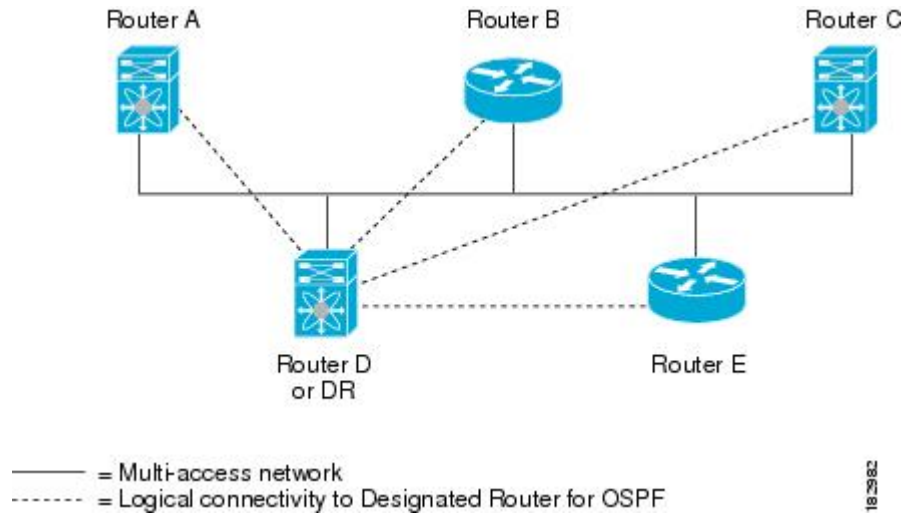 Router A
Router B
Router C
Router D
or DR
Router E
= Multi-access network
= Logical connectivity to Designated Router for OSPF
182982